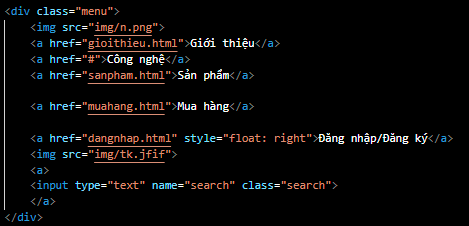 <div class="menu">
<img src="img/n.png">
<a href="gioithieu.html">Giới thiệu</a>
<a href="#">Công nghệ</a>
<a href="sanpham.html">Sản phẩm</a>
<a href="muahang.html">Mua hàng</a>
<a href="dangnhap.html" style="float: right">Đăng nhập/Đăng ký</a>
<img src="img/tk.jfif">
<a>
<input type="text" name="search" class="search">
</a>
</div>